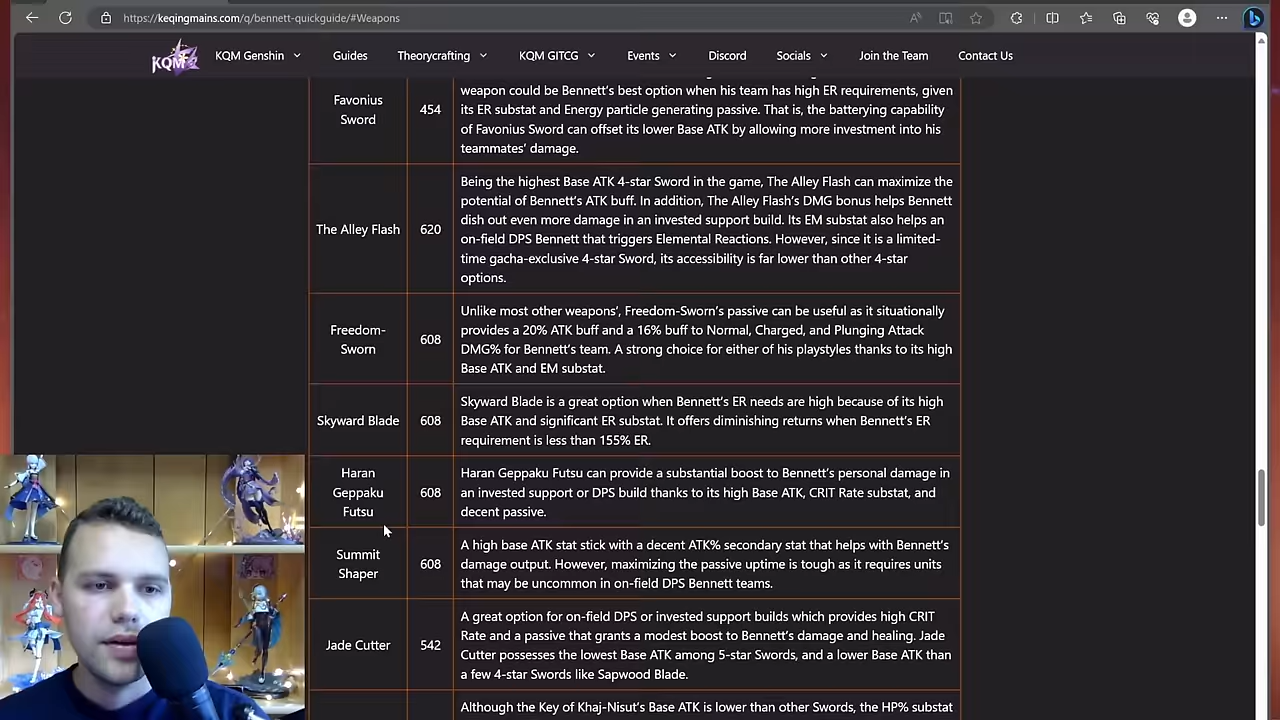 https://keqingmains.com/q/bennett-quickguide/#Weapons
KQM
KQM Genshin
Guides
Theorycrafting
KQM GITCG
Events
Discord
Socials
Join the Team
Contact Us
Favonius
Sword
454
weapon could be Bennett's best option when his team has high ER requirements, given
its ER substat and Energy particle generating passive. That is, the batterying capability
of Favonius Sword can offset its lower Base ATK by allowing more investment into his
teammates' damage.
The Alley Flash
620
Being the highest Base ATK 4-star Sword in the game, The Alley Flash can maximize the
potential of Bennett's ATK buff. In addition, The Alley Flash's DMG bonus helps Bennett
dish out even more damage in an invested support build. Its EM substat also helps an
on-field DPS Bennett that triggers Elemental Reactions. However, since it is a limited-
time gacha-exclusive 4-star Sword, its accessibility is far lower than other 4-star
options.
Freedom-
Sworn
608
Unlike most other weapons', Freedom-Sworn's passive can be useful as it situationally
provides a 20% ATK buff and a 16% buff to Normal, Charged, and Plunging Attack
DMG% for Bennett's team. A strong choice for either of his playstyles thanks to its high
Base ATK and EM substat.
Skyward Blade
608
Skyward Blade is a great option when Bennett's ER needs are high because of its high
Base ATK and significant ER substat. It offers diminishing returns when Bennett's ER
requirement is less than 155% ER.
Haran
Geppaku
Futsu
608
Haran Geppaku Futsu can provide a substantial boost to Bennett's personal damage in
an invested support or DPS build thanks to its high Base ATK, CRIT Rate substat, and
decent passive.
Summit
Shaper
608
A high base ATK stat stick with a decent ATK% secondary stat that helps with Bennett's
damage output. However, maximizing the passive uptime is tough as it requires units
that may be uncommon in on-field DPS Bennett teams.
Jade Cutter
542
A great option for on-field DPS or invested support builds which provides high CRIT
Rate and a passive that grants a modest boost to Bennett's damage and healing. Jade
Cutter possesses the lowest Base ATK among 5-star Swords, and a lower Base ATK than
a few 4-star Swords like Sapwood Blade.
Although the Key of Khaj-Nisut's Base ATK is lower than other Swords, the HP% substat